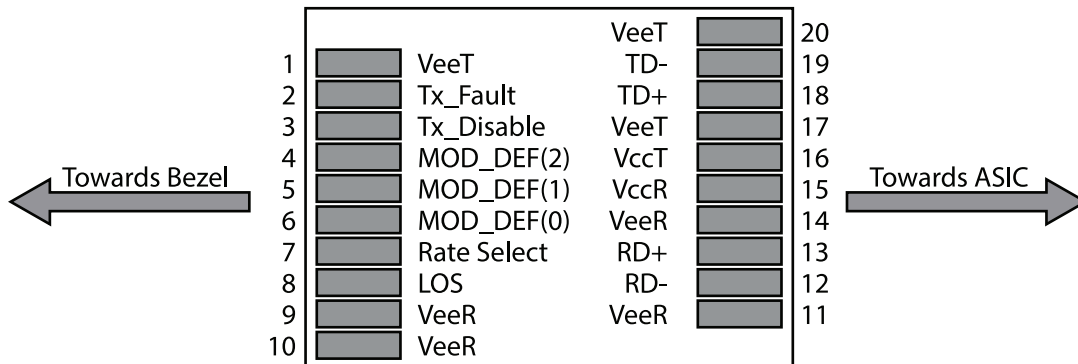 VeeT 20
1 VeeT TD- 19
2 Tx_Fault TD+ 18
3 Tx_Disable VeeT 17
4 MOD_DEF(2) VccT 16
Towards Bezel 5 MOD_DEF(1) VccR 15 Towards ASIC
6 MOD_DEF(0) VeeR 14
7 Rate Select RD+ 13
8 LOS RD- 12
9 VeeR VeeR 11
10 VeeR